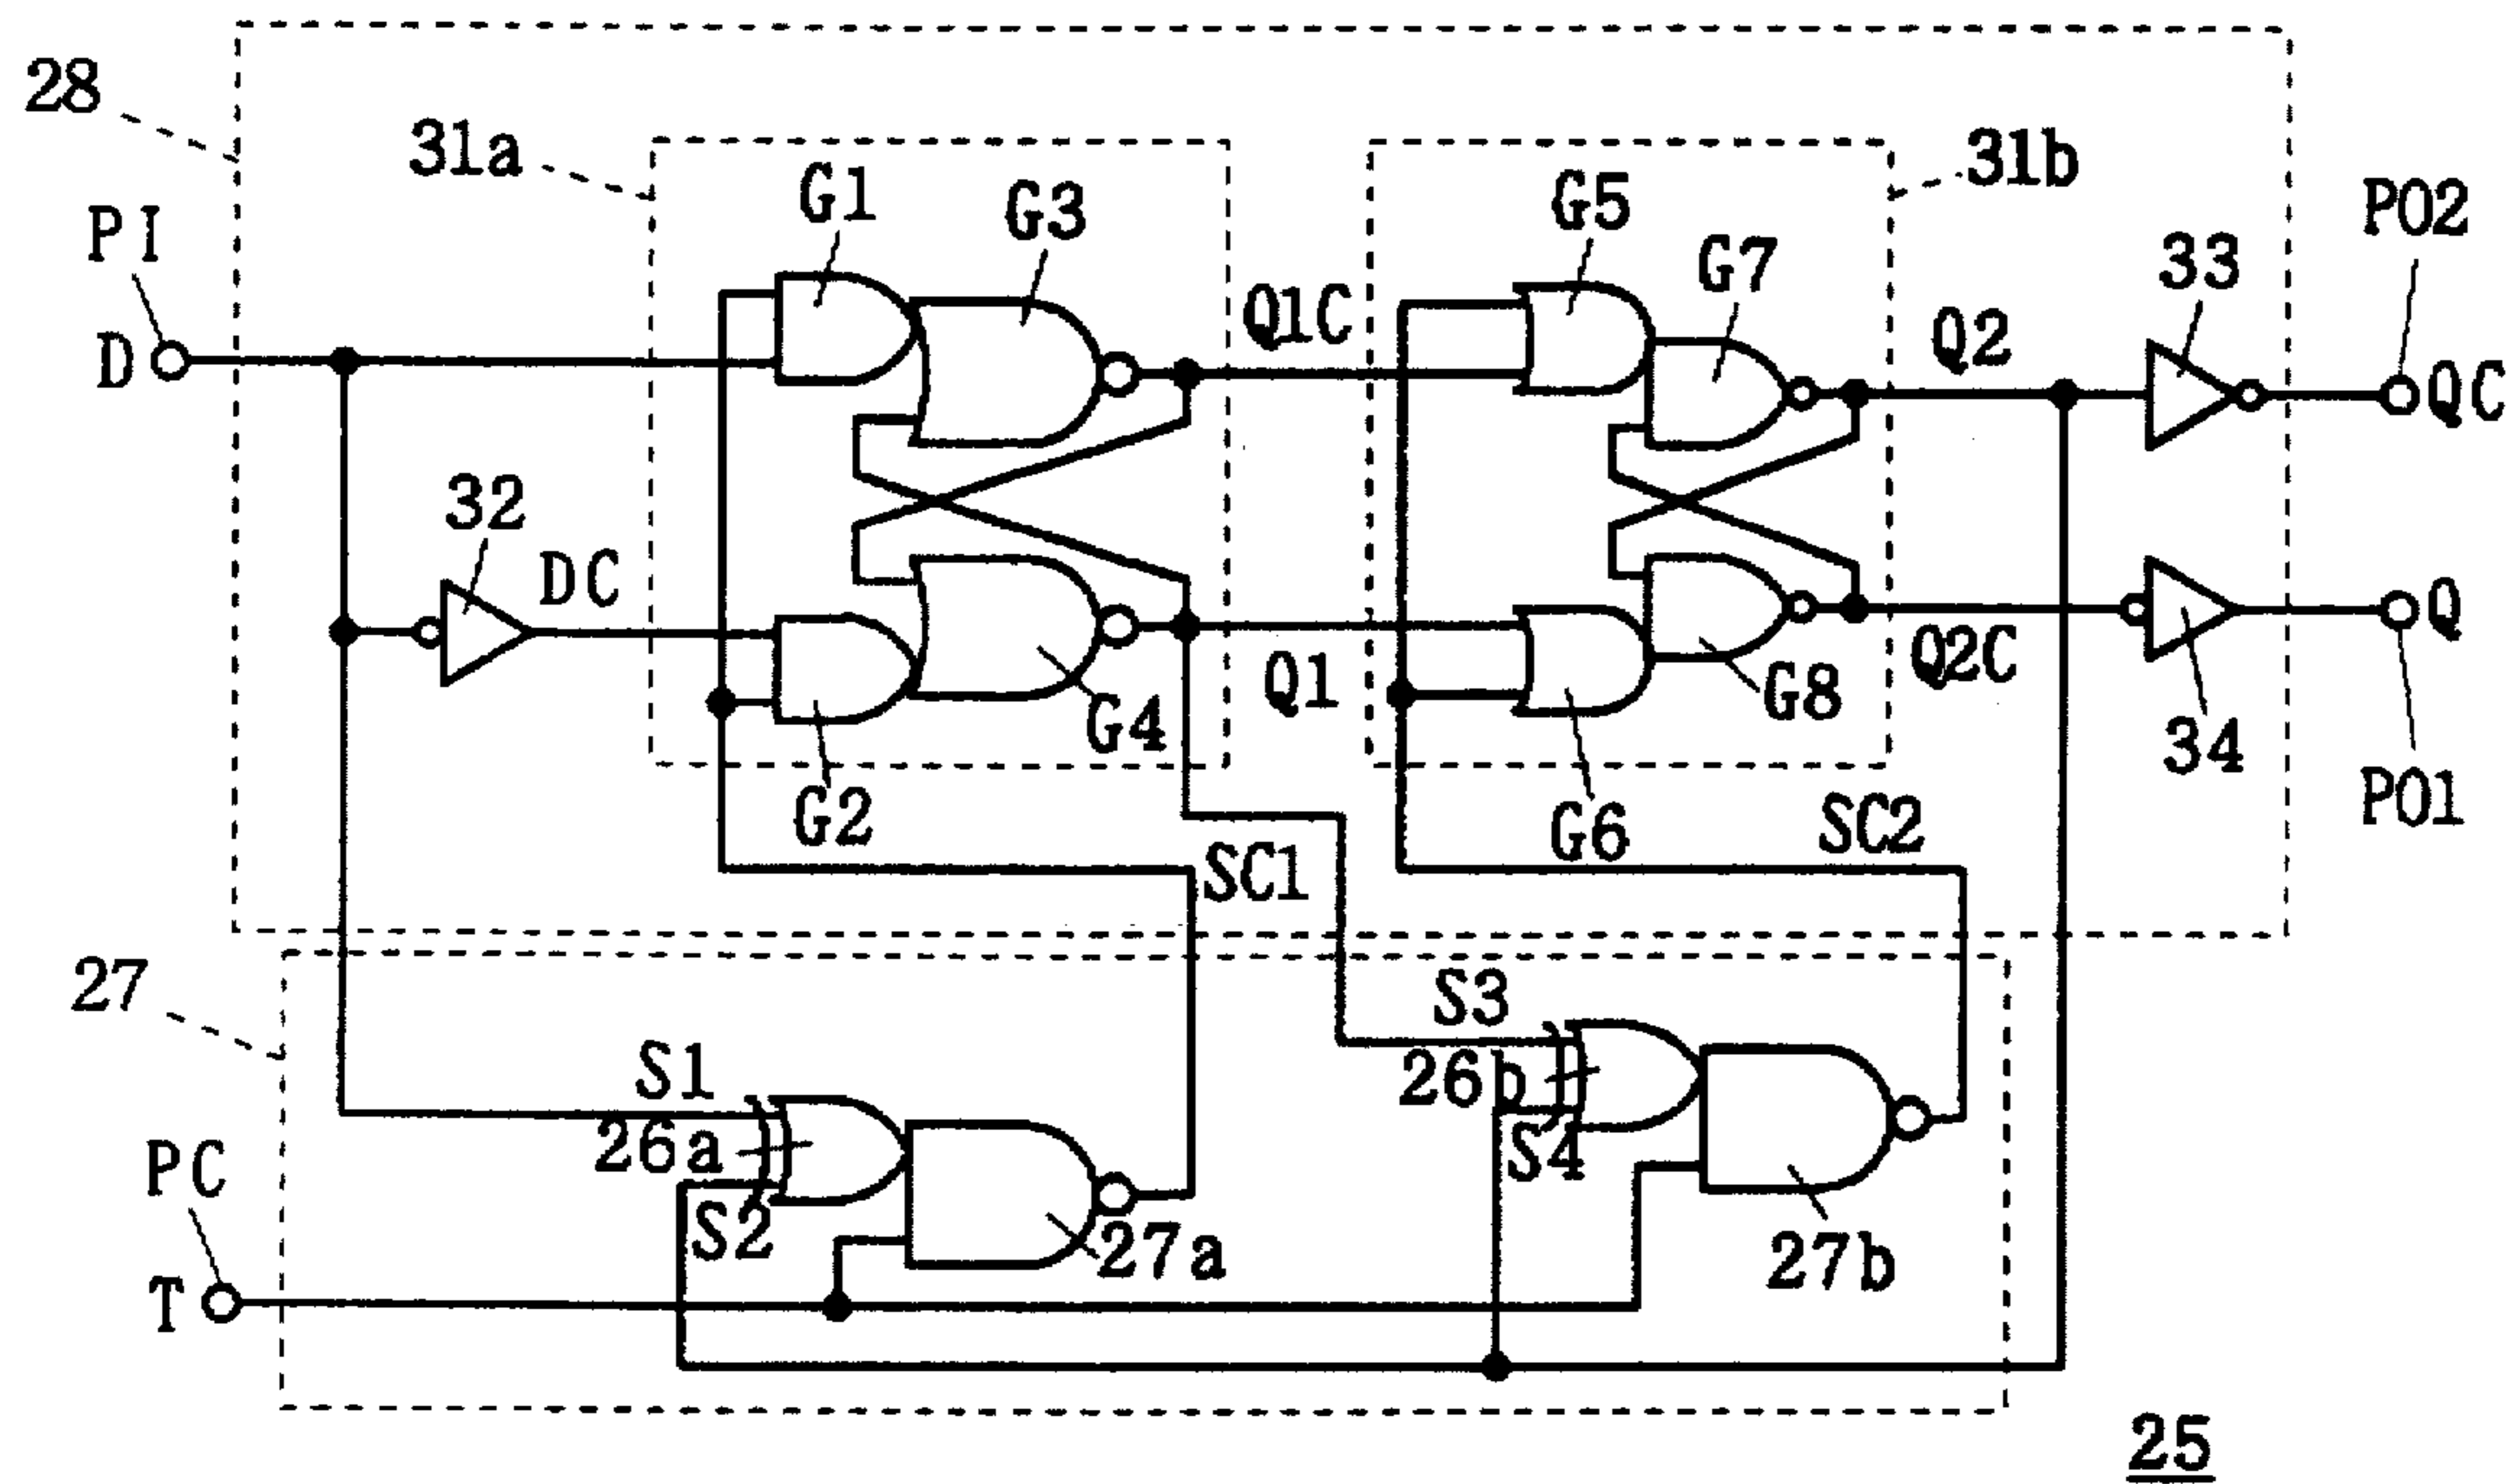 28
31a
G1
G3
G5
31b
PI
G7
PO2
Q1C
33
D
Q2
QC
32
DC
Q
Q1
G4
G8
Q2C
34
G2
G6
SC2
PO1
SC1
27
S3
S1
26b
26a
S4
PC
S2
27a
27b
T
25